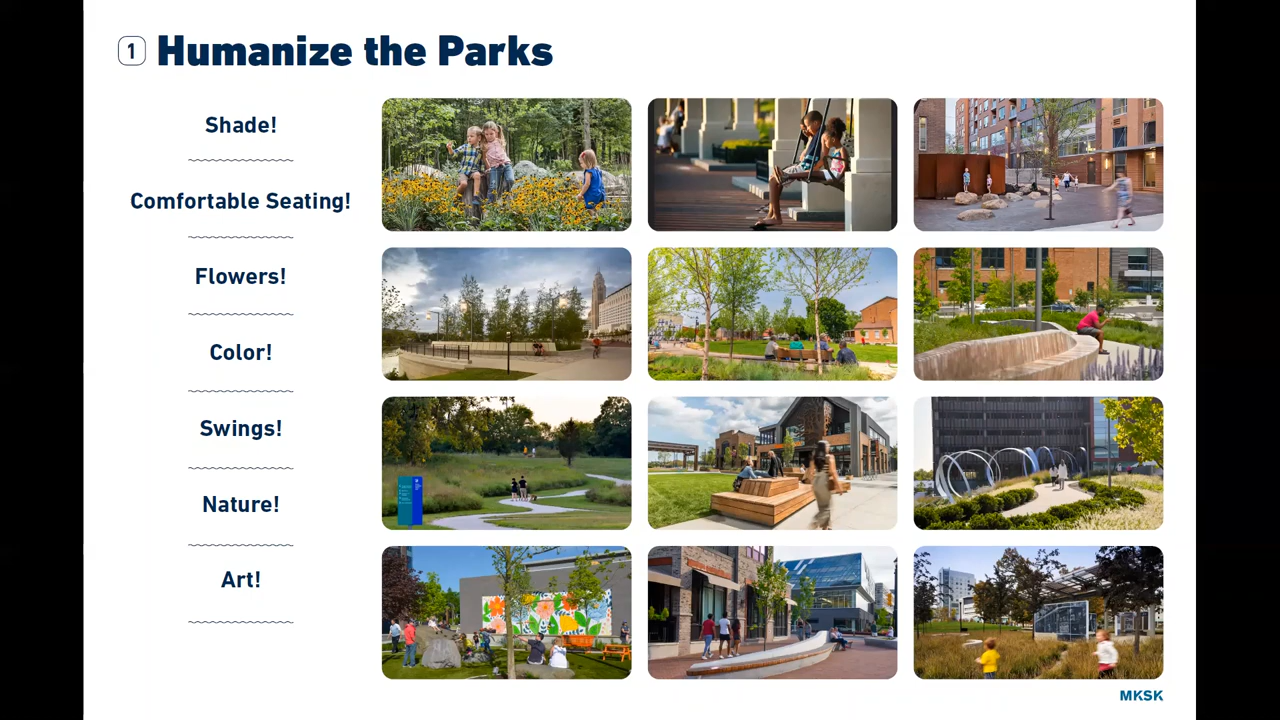 1 Humanize the Parks
Shade!
Comfortable Seating!
Flowers!
Color!
Swings!
Nature!
Art!
MKSK